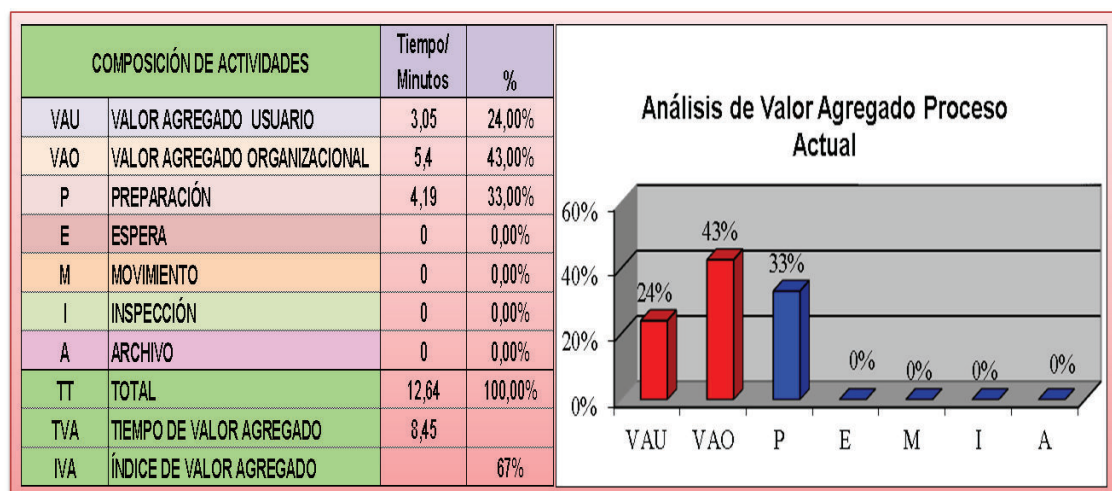 COMPOSICIÓN DE ACTIVIDADES Tiempo/ Minutos %
VAU VALOR AGREGADO USUARIO 3,05 24,00%
VAO VALOR AGREGADO ORGANIZACIONAL 5,4 43,00%
P PREPARACIÓN 4,19 33,00%
E ESPERA 0 0,00%
M MOVIMIENTO 0 0,00%
I INSPECCIÓN 0 0,00%
A ARCHIVO 0 0,00%
TT TOTAL 12,64 100,00%
TVA TIEMPO DE VALOR AGREGADO 8,45
IVA ÍNDICE DE VALOR AGREGADO 67%
Análisis de Valor Agregado Proceso
Actual
60%
40%
20%
0%
24% 43% 33% 0% 0% 0% 0%
VAU VAO P E M I A